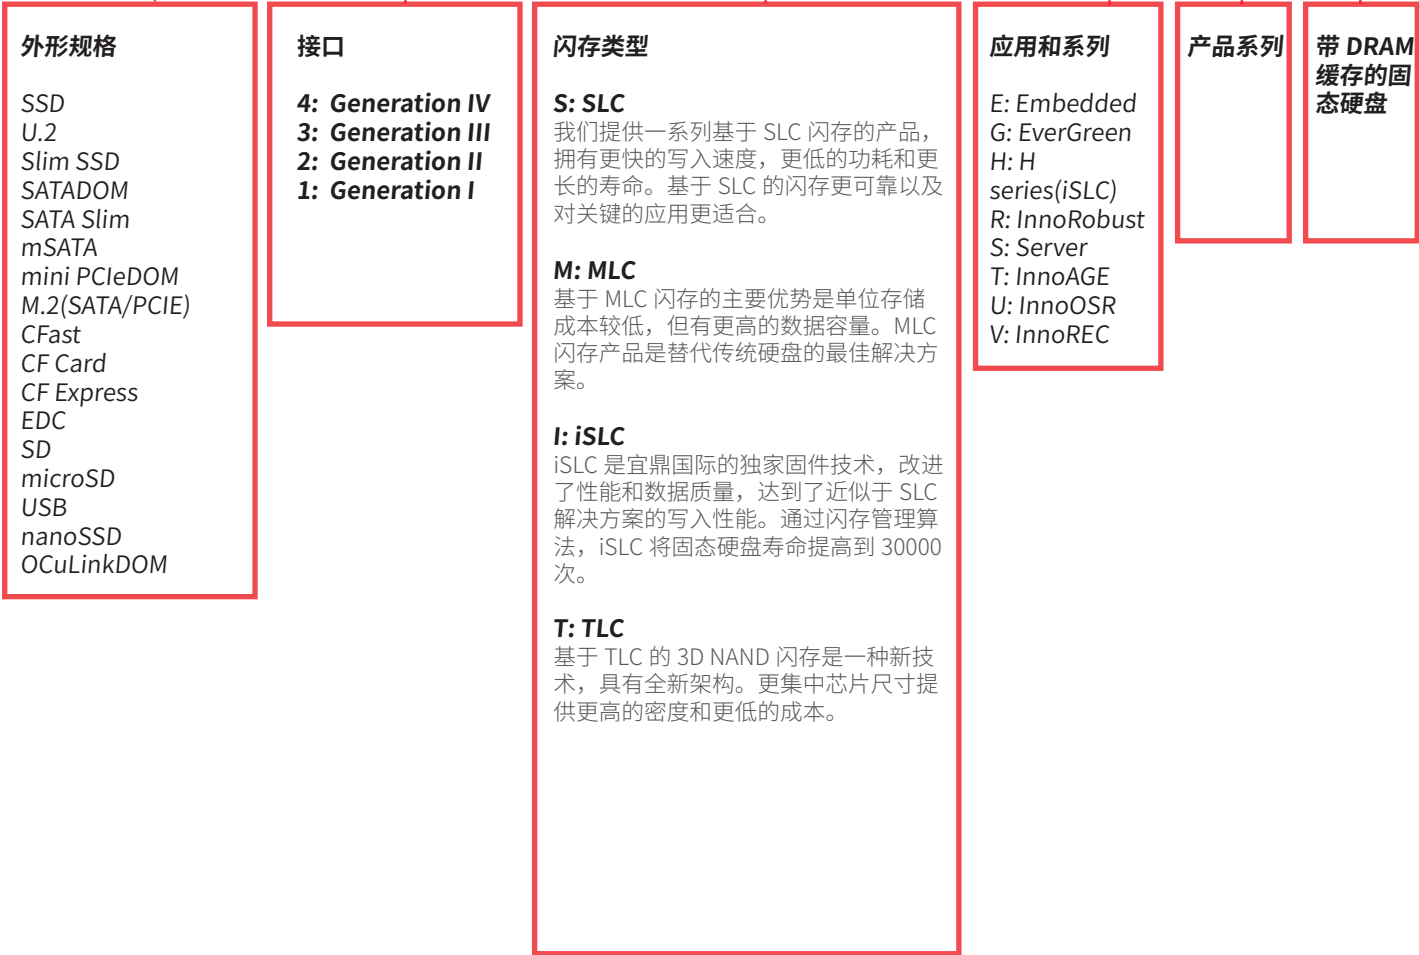 外形规格
SSD
U.2
Slim SSD
SATADOM
SATA Slim
mSATA
mini PCIeDOM
M.2(SATA/PCIE)
CFast
CF Card
CF Express
EDC
SD
microSD
USB
nanoSSD
OCuLinkDOM
接口
4: Generation IV
3: Generation III
2: Generation II
1: Generation I
闪存类型
S: SLC
我们提供一系列基于 SLC 闪存的产品，
拥有更快的写入速度，更低的功耗和更
长的寿命。基于 SLC 的闪存更可靠以及
对关键的应用更适合。
M: MLC
基于 MLC 闪存的主要优势是单位存储
成本较低，但有更高的数据容量。MLC
闪存产品是替代传统硬盘的最佳解决方
案。
I: iSLC
iSLC 是宜鼎国际的独家固件技术，改进
了性能和数据质量，达到了近似于 SLC
解决方案的写入性能。通过闪存管理算
法，iSLC 将固态硬盘寿命提高到 30000
次。
T: TLC
基于 TLC 的 3D NAND 闪存是一种新技
术，具有全新架构。更集中芯片尺寸提
供更高的密度和更低的成本。
应用和系列
E: Embedded
G: EverGreen
H: H
series(iSLC)
R: InnoRobust
S: Server
T: InnoAGE
U: InnoOSR
V: InnoREC
产品系列
带 DRAM
缓存的固
态硬盘